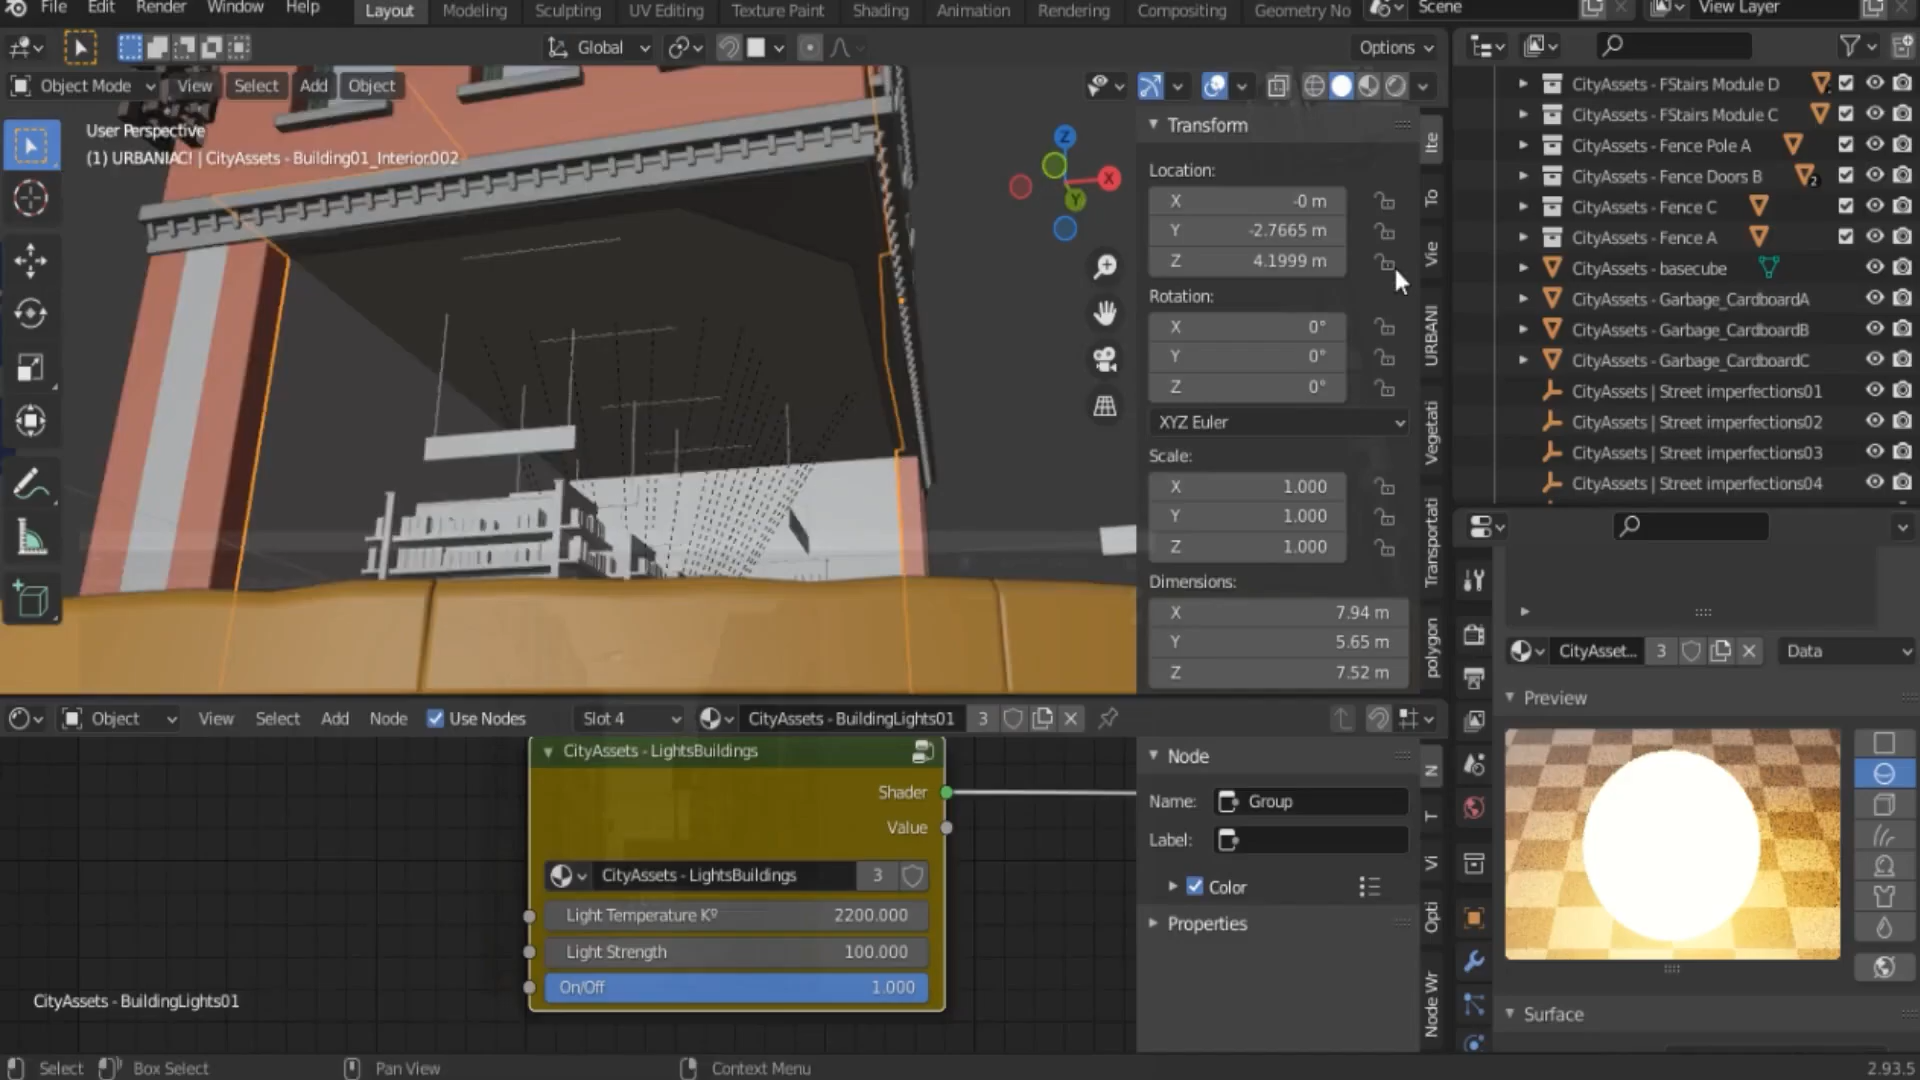 File Edit Render Window Help Layout Modeling Sculpting UV Editing Texture Paint Shading Animation Rendering Compositing Geometry No Scene View Layer
Global Options
Object Mode View Select Add Object
User Perspective
(1) URBANIAC! | CityAssets - Building01_Interior.002
Z
X
Y
Transform
Location:
X -0 m
Y -2.7665 m
Z 4.1999 m
Rotation:
X 0°
Y 0°
Z 0°
XYZ Euler
Scale:
X 1.000
Y 1.000
Z 1.000
Dimensions:
X 7.94 m
Y 5.65 m
Z 7.52 m
Ite
To
Vie
URBANI
Vegetati
Transportati
polygon
CityAssets - FStairs Module D
CityAssets - FStairs Module C
CityAssets - Fence Pole A
CityAssets - Fence Doors B 2
CityAssets - Fence C
CityAssets - Fence A
CityAssets - basecube
CityAssets - Garbage_CardboardA
CityAssets - Garbage_CardboardB
CityAssets - Garbage_CardboardC
CityAssets | Street imperfections01
CityAssets | Street imperfections02
CityAssets | Street imperfections03
CityAssets | Street imperfections04
CityAsset... 3 Data
Preview
Surface
Object View Select Add Node Use Nodes Slot 4 CityAssets - BuildingLights01 3
CityAssets - LightsBuildings
Shader
Value
CityAssets - LightsBuildings 3
Light Temperature Kº 2200.000
Light Strength 100.000
On/Off 1.000
CityAssets - BuildingLights01
Node
Name: Group
Label:
Color
Properties
N
T
Vi
Opti
Node Wr
Select Box Select Pan View Context Menu 2.93.5